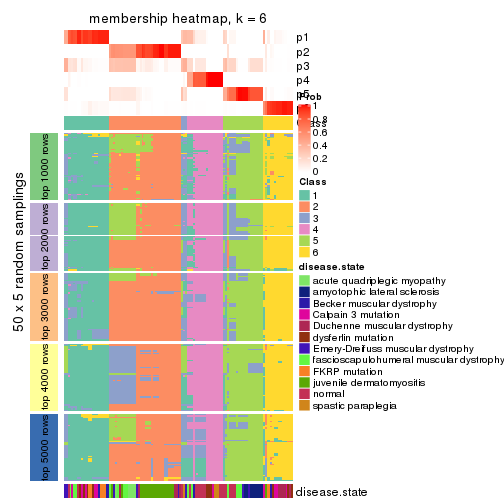 membership heatmap, k = 6
p1
p2
p3
p4
p5
Prob
1
0.8
0.6
0.4
0.2
0
Class
1
2
3
4
5
6
disease.state
acute quadriplegic myopathy
amyotophic lateral sclerosis
Becker muscular dystrophy
Calpain 3 mutation
Duchenne muscular dystrophy
dysferlin mutation
Emery-Dreifuss muscular dystrophy
fascioscapulohumeral muscular dystrophy
FKRP mutation
juvenile dermatomyositis
normal
spastic paraplegia
50 x 5 random samplings
top 1000 rows
top 2000 rows
top 3000 rows
top 4000 rows
top 5000 rows
disease.state